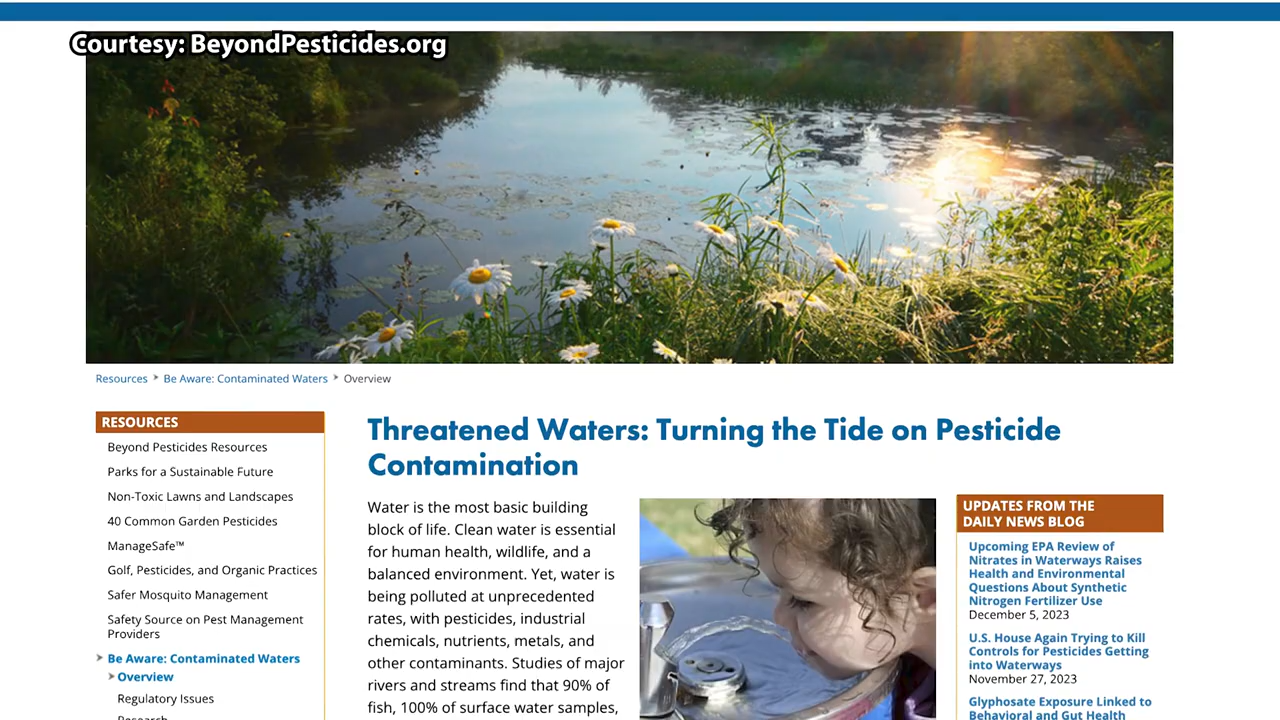 Courtesy: BeyondPesticides.org
Resources > Be Aware: Contaminated Waters > Overview
RESOURCES
Beyond Pesticides Resources
Parks for a Sustainable Future
Non-Toxic Lawns and Landscapes
40 Common Garden Pesticides
ManageSafe™
Golf, Pesticides, and Organic Practices
Safer Mosquito Management
Safety Source on Pest Management
Providers
Be Aware: Contaminated Waters
Overview
Regulatory Issues
Research
Threatened Waters: Turning the Tide on Pesticide
Contamination
Water is the most basic building
block of life. Clean water is essential
for human health, wildlife, and a
balanced environment. Yet, water is
being polluted at unprecedented
rates, with pesticides, industrial
chemicals, nutrients, metals, and
other contaminants. Studies of major
rivers and streams find that 90% of
fish, 100% of surface water samples,
UPDATES FROM THE
DAILY NEWS BLOG
Upcoming EPA Review of
Nitrates in Waterways Raises
Health and Environmental
Questions About Synthetic
Nitrogen Fertilizer Use
December 5, 2023
U.S. House Again Trying to Kill
Controls for Pesticides Getting
into Waterways
November 27, 2023
Glyphosate Exposure Linked to
Behavioral and Gut Health